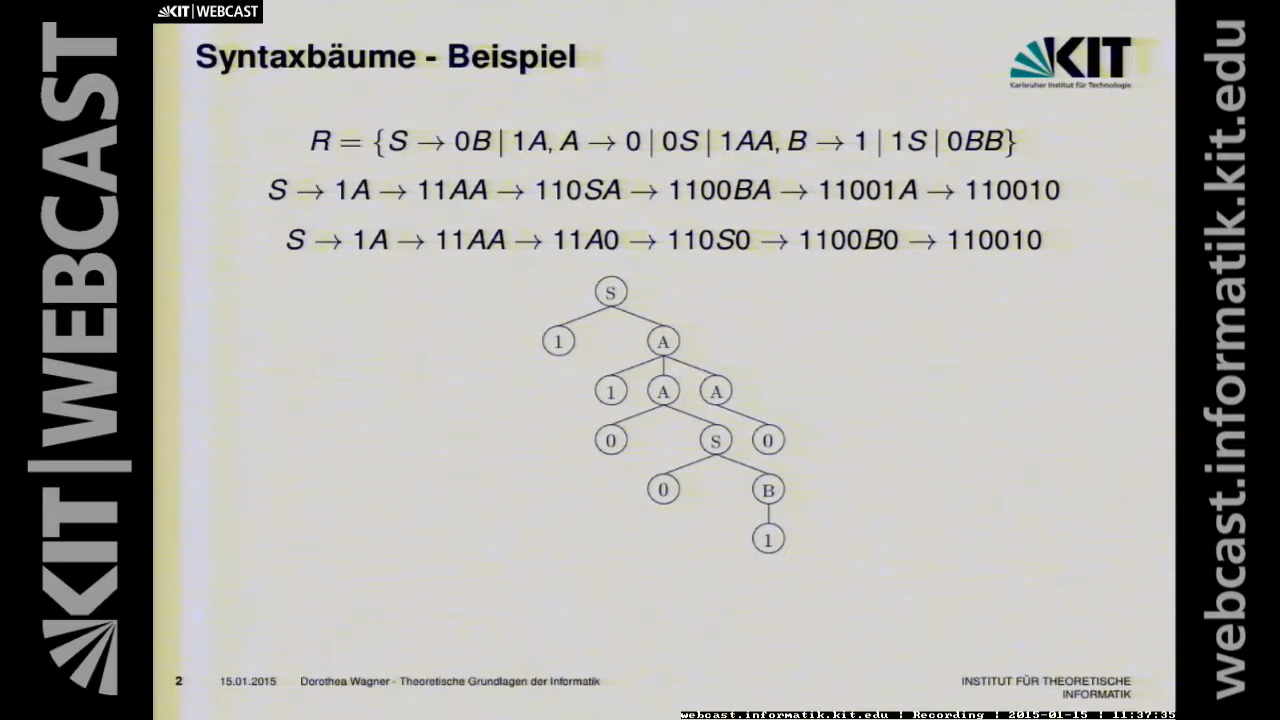 KIT|WEBCAST
KIT|WEBCAST
Syntaxbäume - Beispiel
KIT
Karlsruher Institut für Technologie
R = {S → 0B | 1A, A → 0 | 0S | 1AA, B → 1 | 1S | 0BB}
S → 1A → 11AA → 110SA → 1100BA → 11001A → 110010
S → 1A → 11AA → 11A0 → 110S0 → 1100B0 → 110010
S
1 A
1 A A
0 S 0
0 B
1
2 15.01.2015 Dorothea Wagner - Theoretische Grundlagen der Informatik
INSTITUT FÜR THEORETISCHE
INFORMATIK
webcast.informatik.kit.edu | Recording | 2015-01-15 | 11:37:35
webcast.informatik.kit.edu